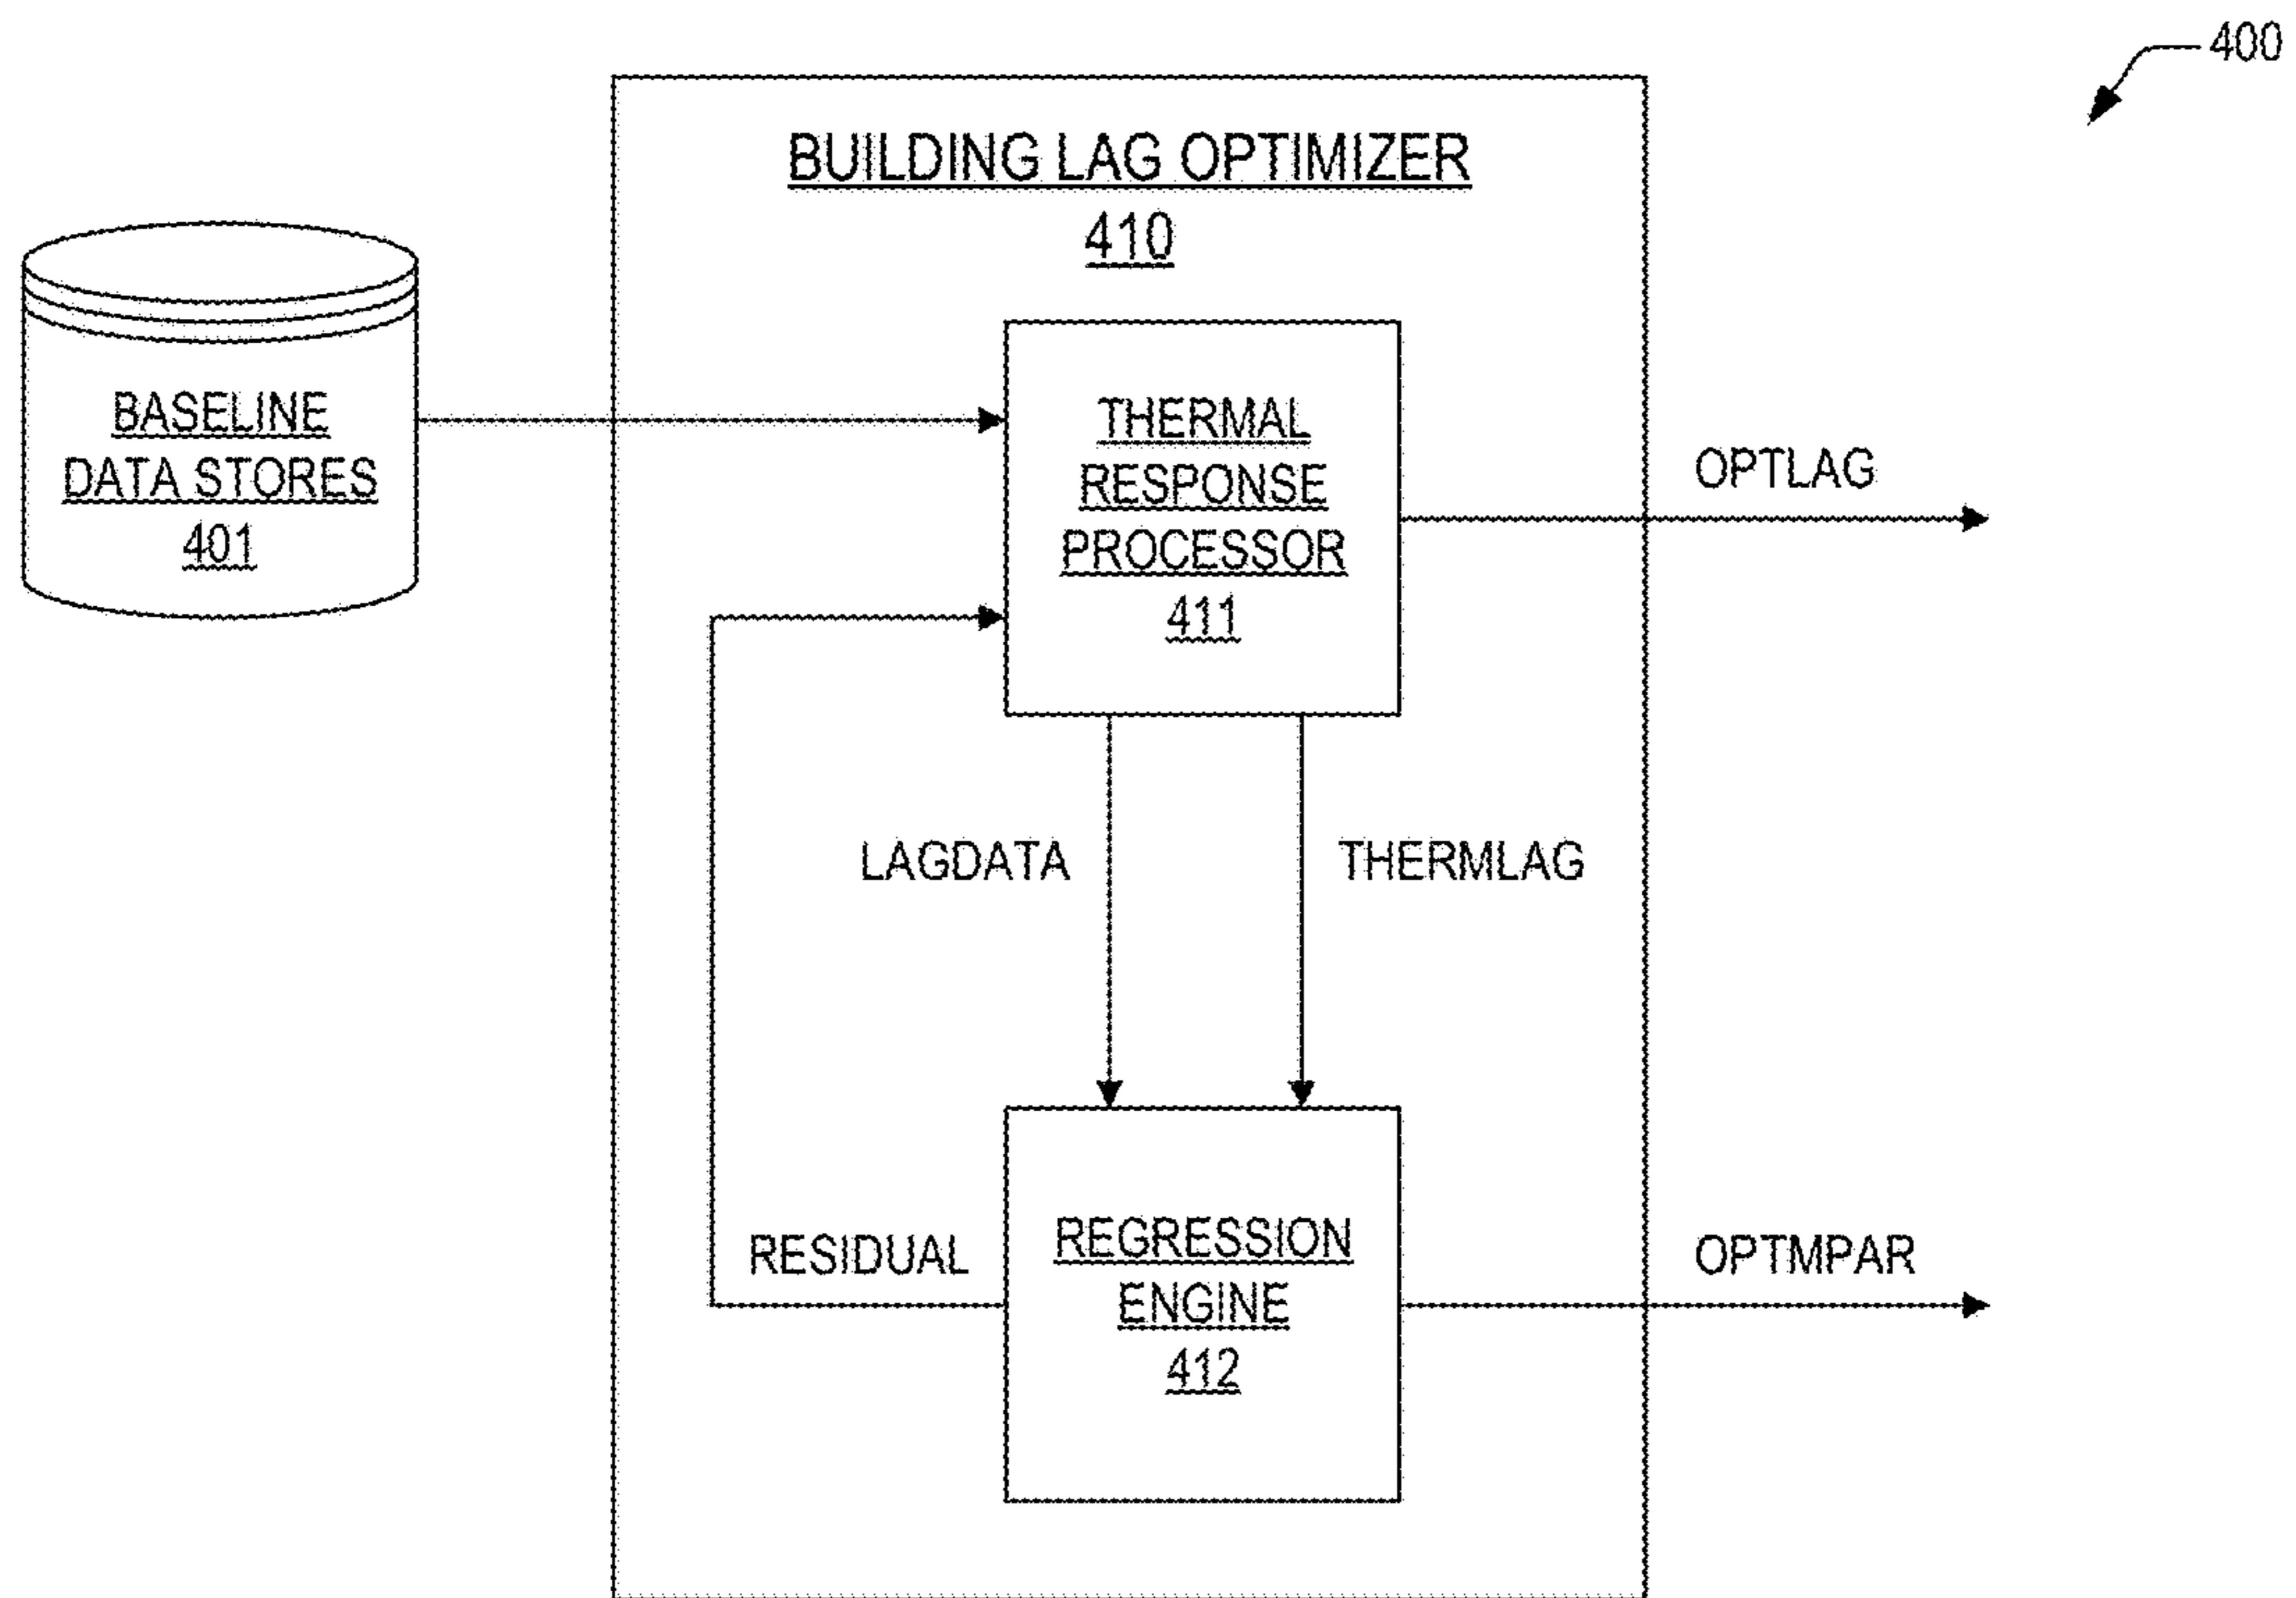 400
BUILDING LAG OPTIMIZER
410
BASELINE
DATA STORES
401
THERMAL
RESPONSE
PROCESSOR
411
OPTLAG
LAGDATA
THERMLAG
RESIDUAL
REGRESSION
ENGINE
412
OPTMPAR